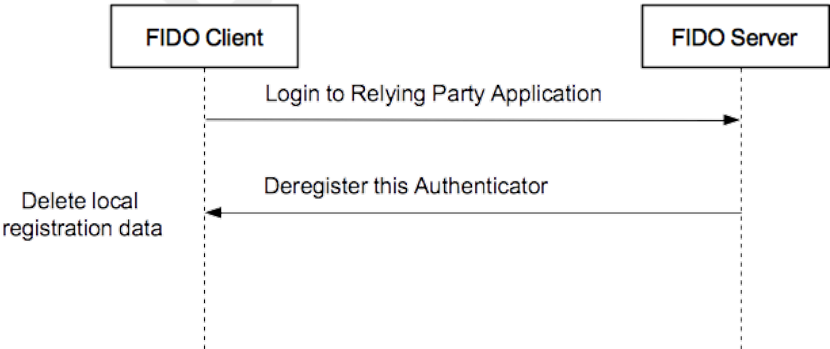 FIDO Client
FIDO Server
Login to Relying Party Application
Deregister this Authenticator
Delete local
registration data